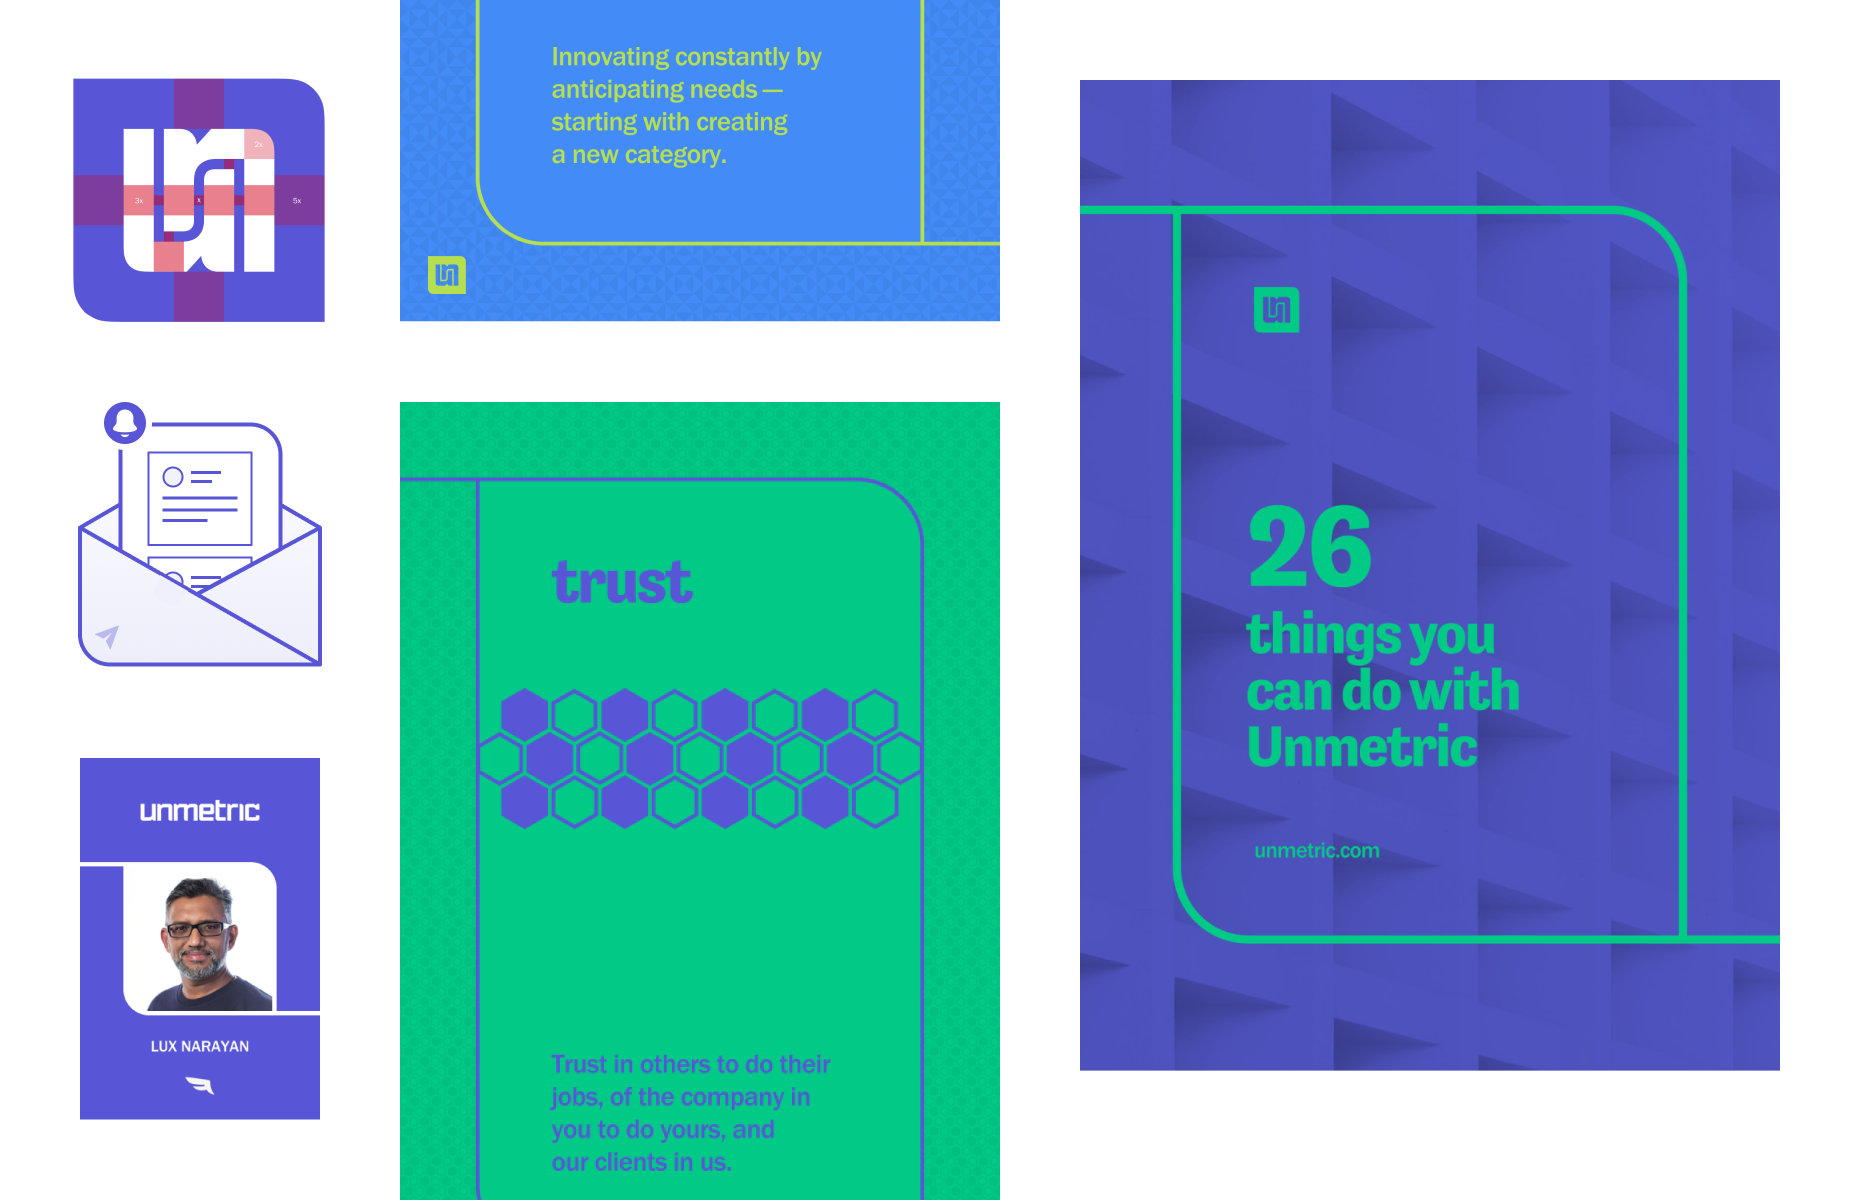 2x
3x
x
5x
unmetric
LUX NARAYAN
Innovating constantly by
anticipating needs —
starting with creating
a new category.
un
trust
Trust in others to do their
jobs, of the company in
you to do yours, and
our clients in us.
un
26
things you
can do with
Unmetric
unmetric.com